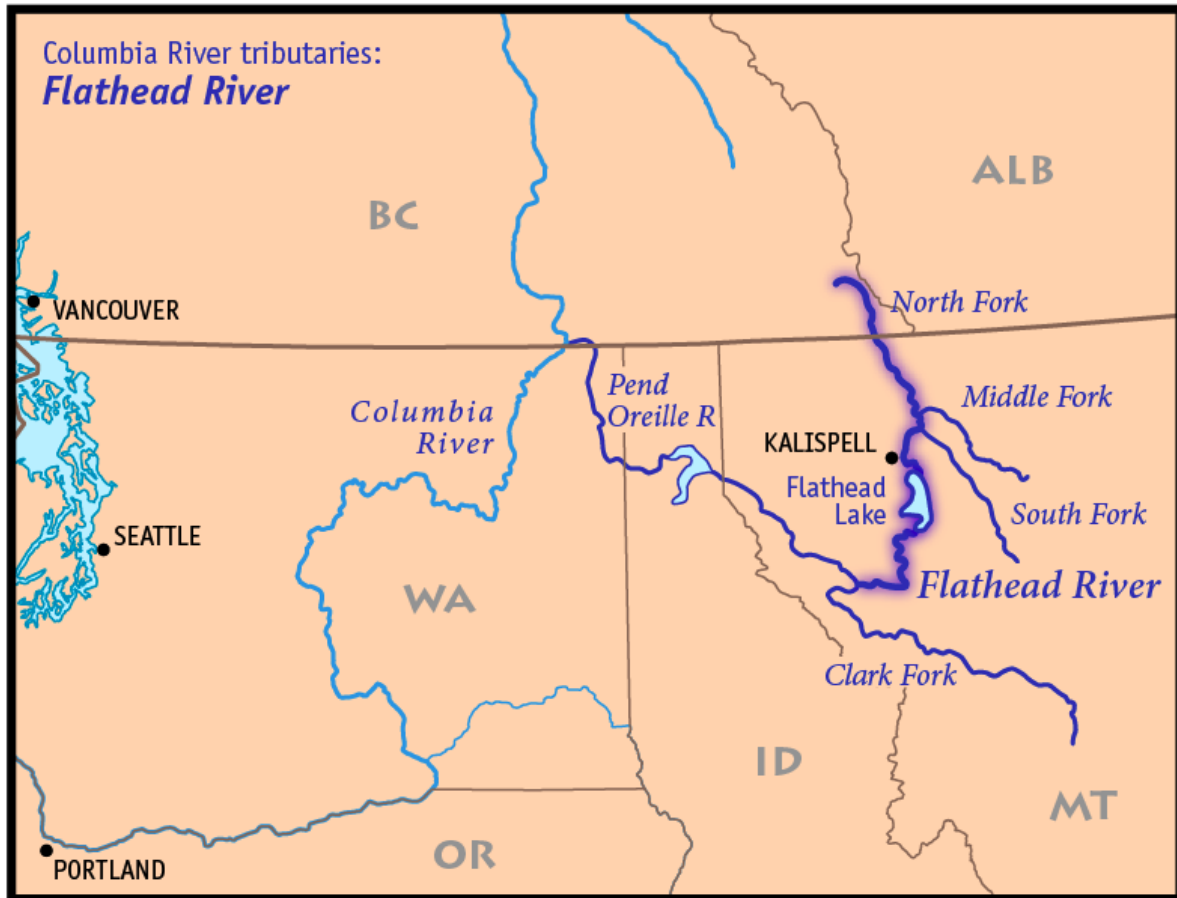 Columbia River tributaries:
Flathead River
ALB
BC
North Fork
VANCOUVER
Pend
Oreille R
Middle Fork
Columbia
River
KALISPELL
Flathead
Lake
South Fork
SEATTLE
Flathead River
WA
Clark Fork
ID
MT
OR
PORTLAND